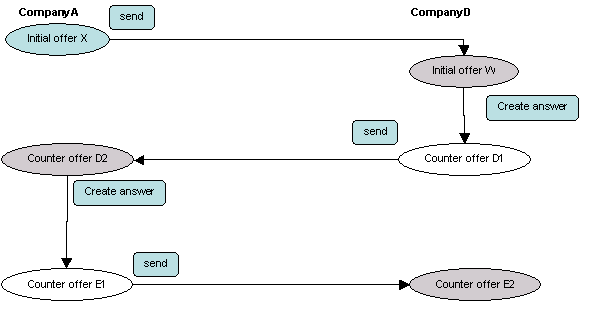 CompanyA
CompanyD
send
Initial offer X
Initial offer W
Create answer
send
Counter offer D2
Counter offer D1
Create answer
send
Counter offer E1
Counter offer E2